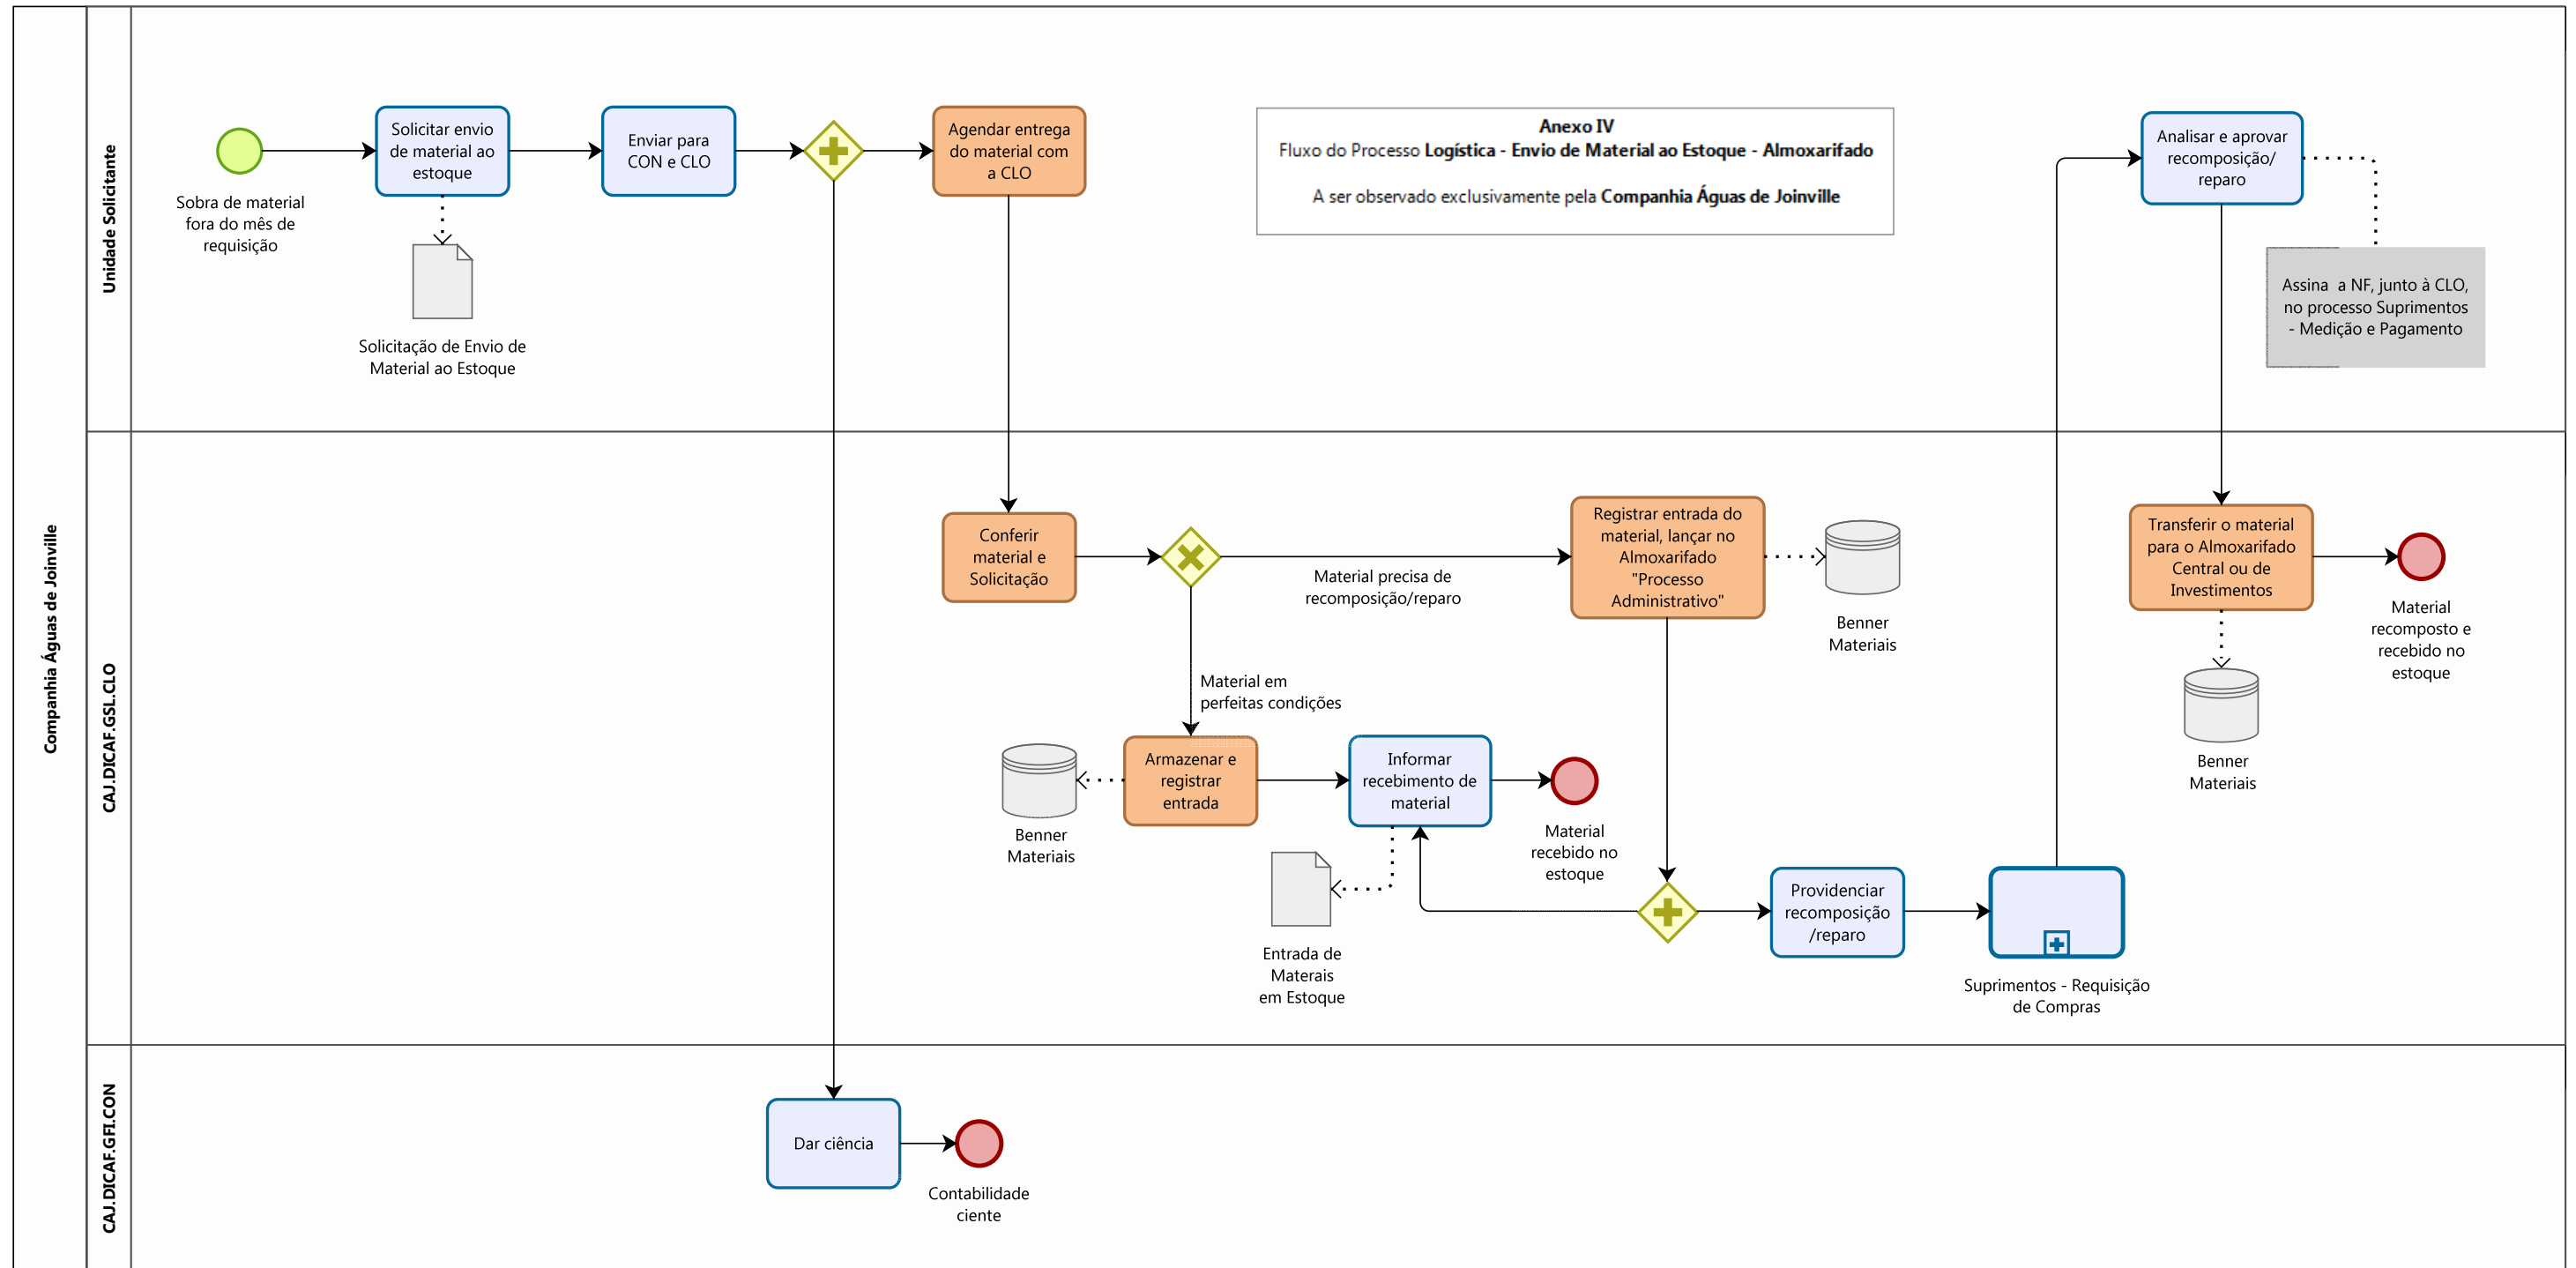 Companhia Águas de Joinville
Unidade Solicitante
Sobra de material
fora do mês de
requisição
Solicitar envio
de material ao
estoque
Solicitação de Envio de
Material ao Estoque
Enviar para
CON e CLO
Agendar entrega
do material com
a CLO
Anexo IV
Fluxo do Processo Logística - Envio de Material ao Estoque - Almoxarifado
A ser observado exclusivamente pela Companhia Águas de Joinville
Analisar e aprovar
recomposição/
reparo
Assina  a NF, junto à CLO,
no processo Suprimentos
- Medição e Pagamento
CAJ.DICAF.GSL.CLO
Conferir
material e
Solicitação
Material precisa de
recomposição/reparo
Registrar entrada do
material, lançar no
Almoxarifado
"Processo
Administrativo"
Benner
Materiais
Transferir o material
para o Almoxarifado
Central ou de
Investimentos
Material
recomposto e
recebido no
estoque
Benner
Materiais
Material em
perfeitas condições
Benner
Materiais
Armazenar e
registrar
entrada
Informar
recebimento de
material
Material
recebido no
estoque
Entrada de
Materais
em Estoque
Providenciar
recomposição
/reparo
Suprimentos - Requisição
de Compras
CAJ.DICAF.GFI.CON
Dar ciência
Contabilidade
ciente